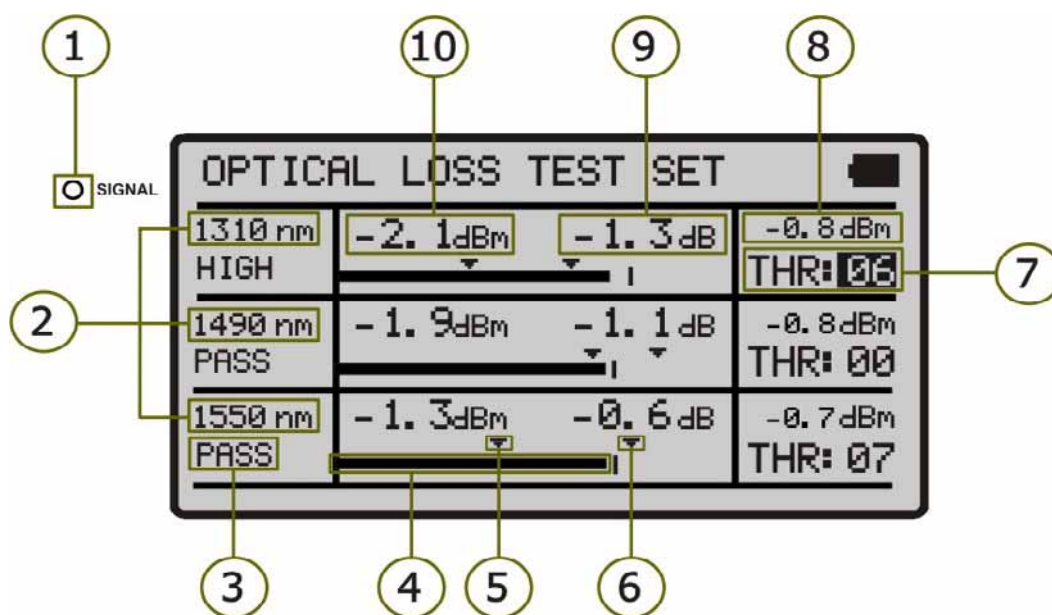 1
10
9
8
SIGNAL
OPTICAL LOSS TEST SET
1310 nm
-2.1dBm
-1.3dB
-0.8dBm
HIGH
THR:06
7
2
1490 nm
-1.9dBm
-1.1dB
-0.8dBm
PASS
THR:00
1550 nm
-1.3dBm
-0.6dB
-0.7dBm
PASS
THR:07
3
4
5
6